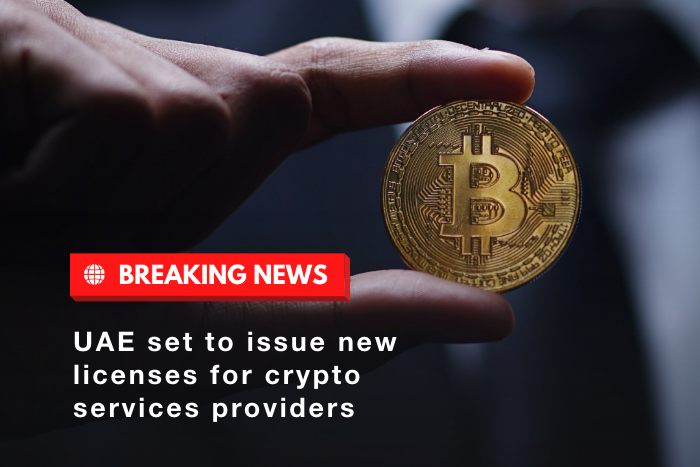 BREAKING NEWS
UAE set to issue new
licenses for crypto
services providers